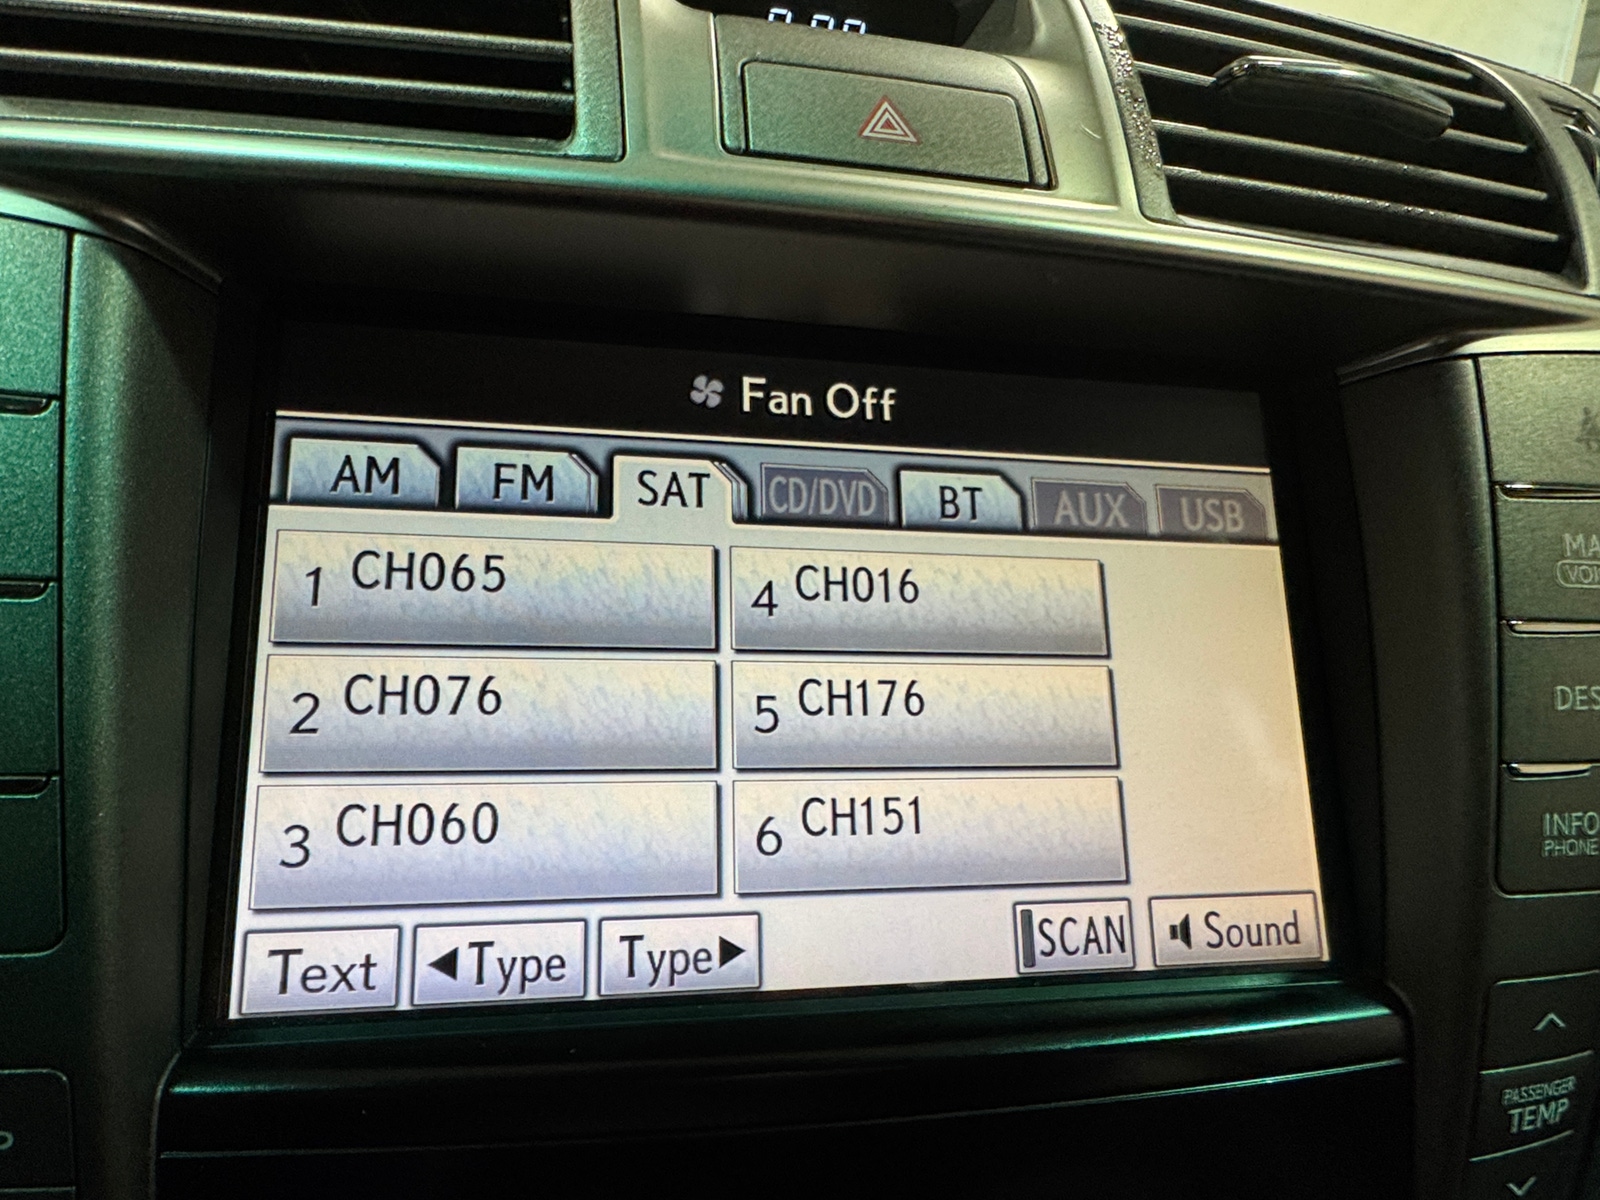 Fan Off
AM FM SAT CD/DVD BT AUX USB
1 CH065
4 CH016
2 CH076
5 CH176
3 CH060
6 CH151
Text ◀Type Type▶ SCAN Sound
INFO
PHONE
PASSENGER
TEMP